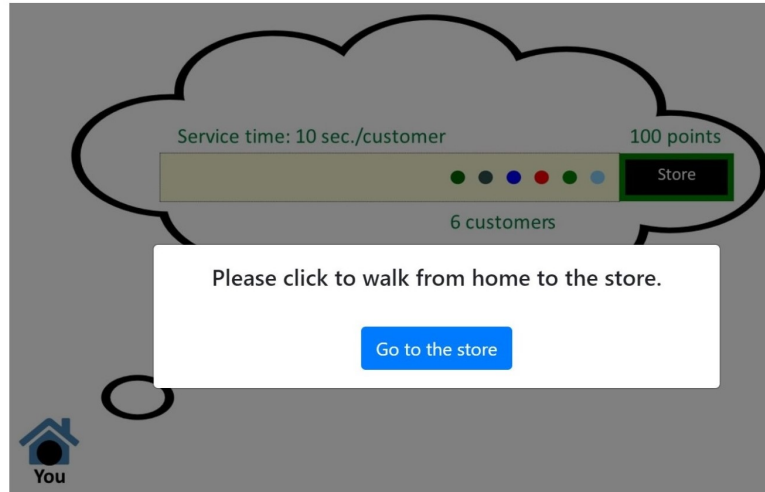 Service time: 10 sec./customer
100 points
Store
6 customers
Please click to walk from home to the store.
Go to the store
You